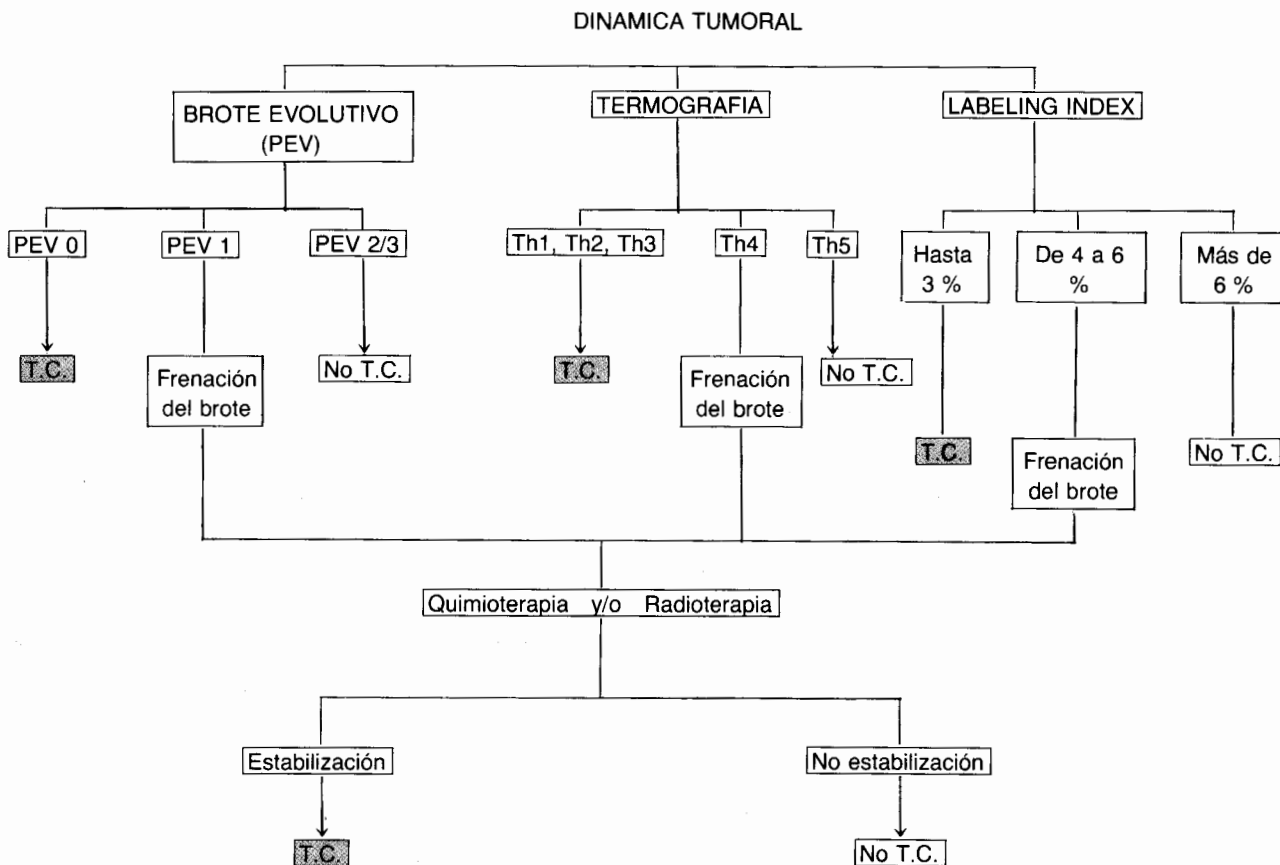 DINAMICA TUMORAL
BROTE EVOLUTIVO
(PEV)
TERMOGRAFIA
LABELING INDEX
PEV 0
PEV 1
PEV 2/3
Th1, Th2, Th3
Th4
Th5
Hasta
3 %
De 4 a 6
%
Más de
6 %
T.C.
Frenación
del brote
No T.C.
T.C.
Frenación
del brote
No T.C.
T.C.
Frenación
del brote
No T.C.
Quimioterapia y/o Radioterapia
Estabilización
No estabilización
T.C.
No T.C.